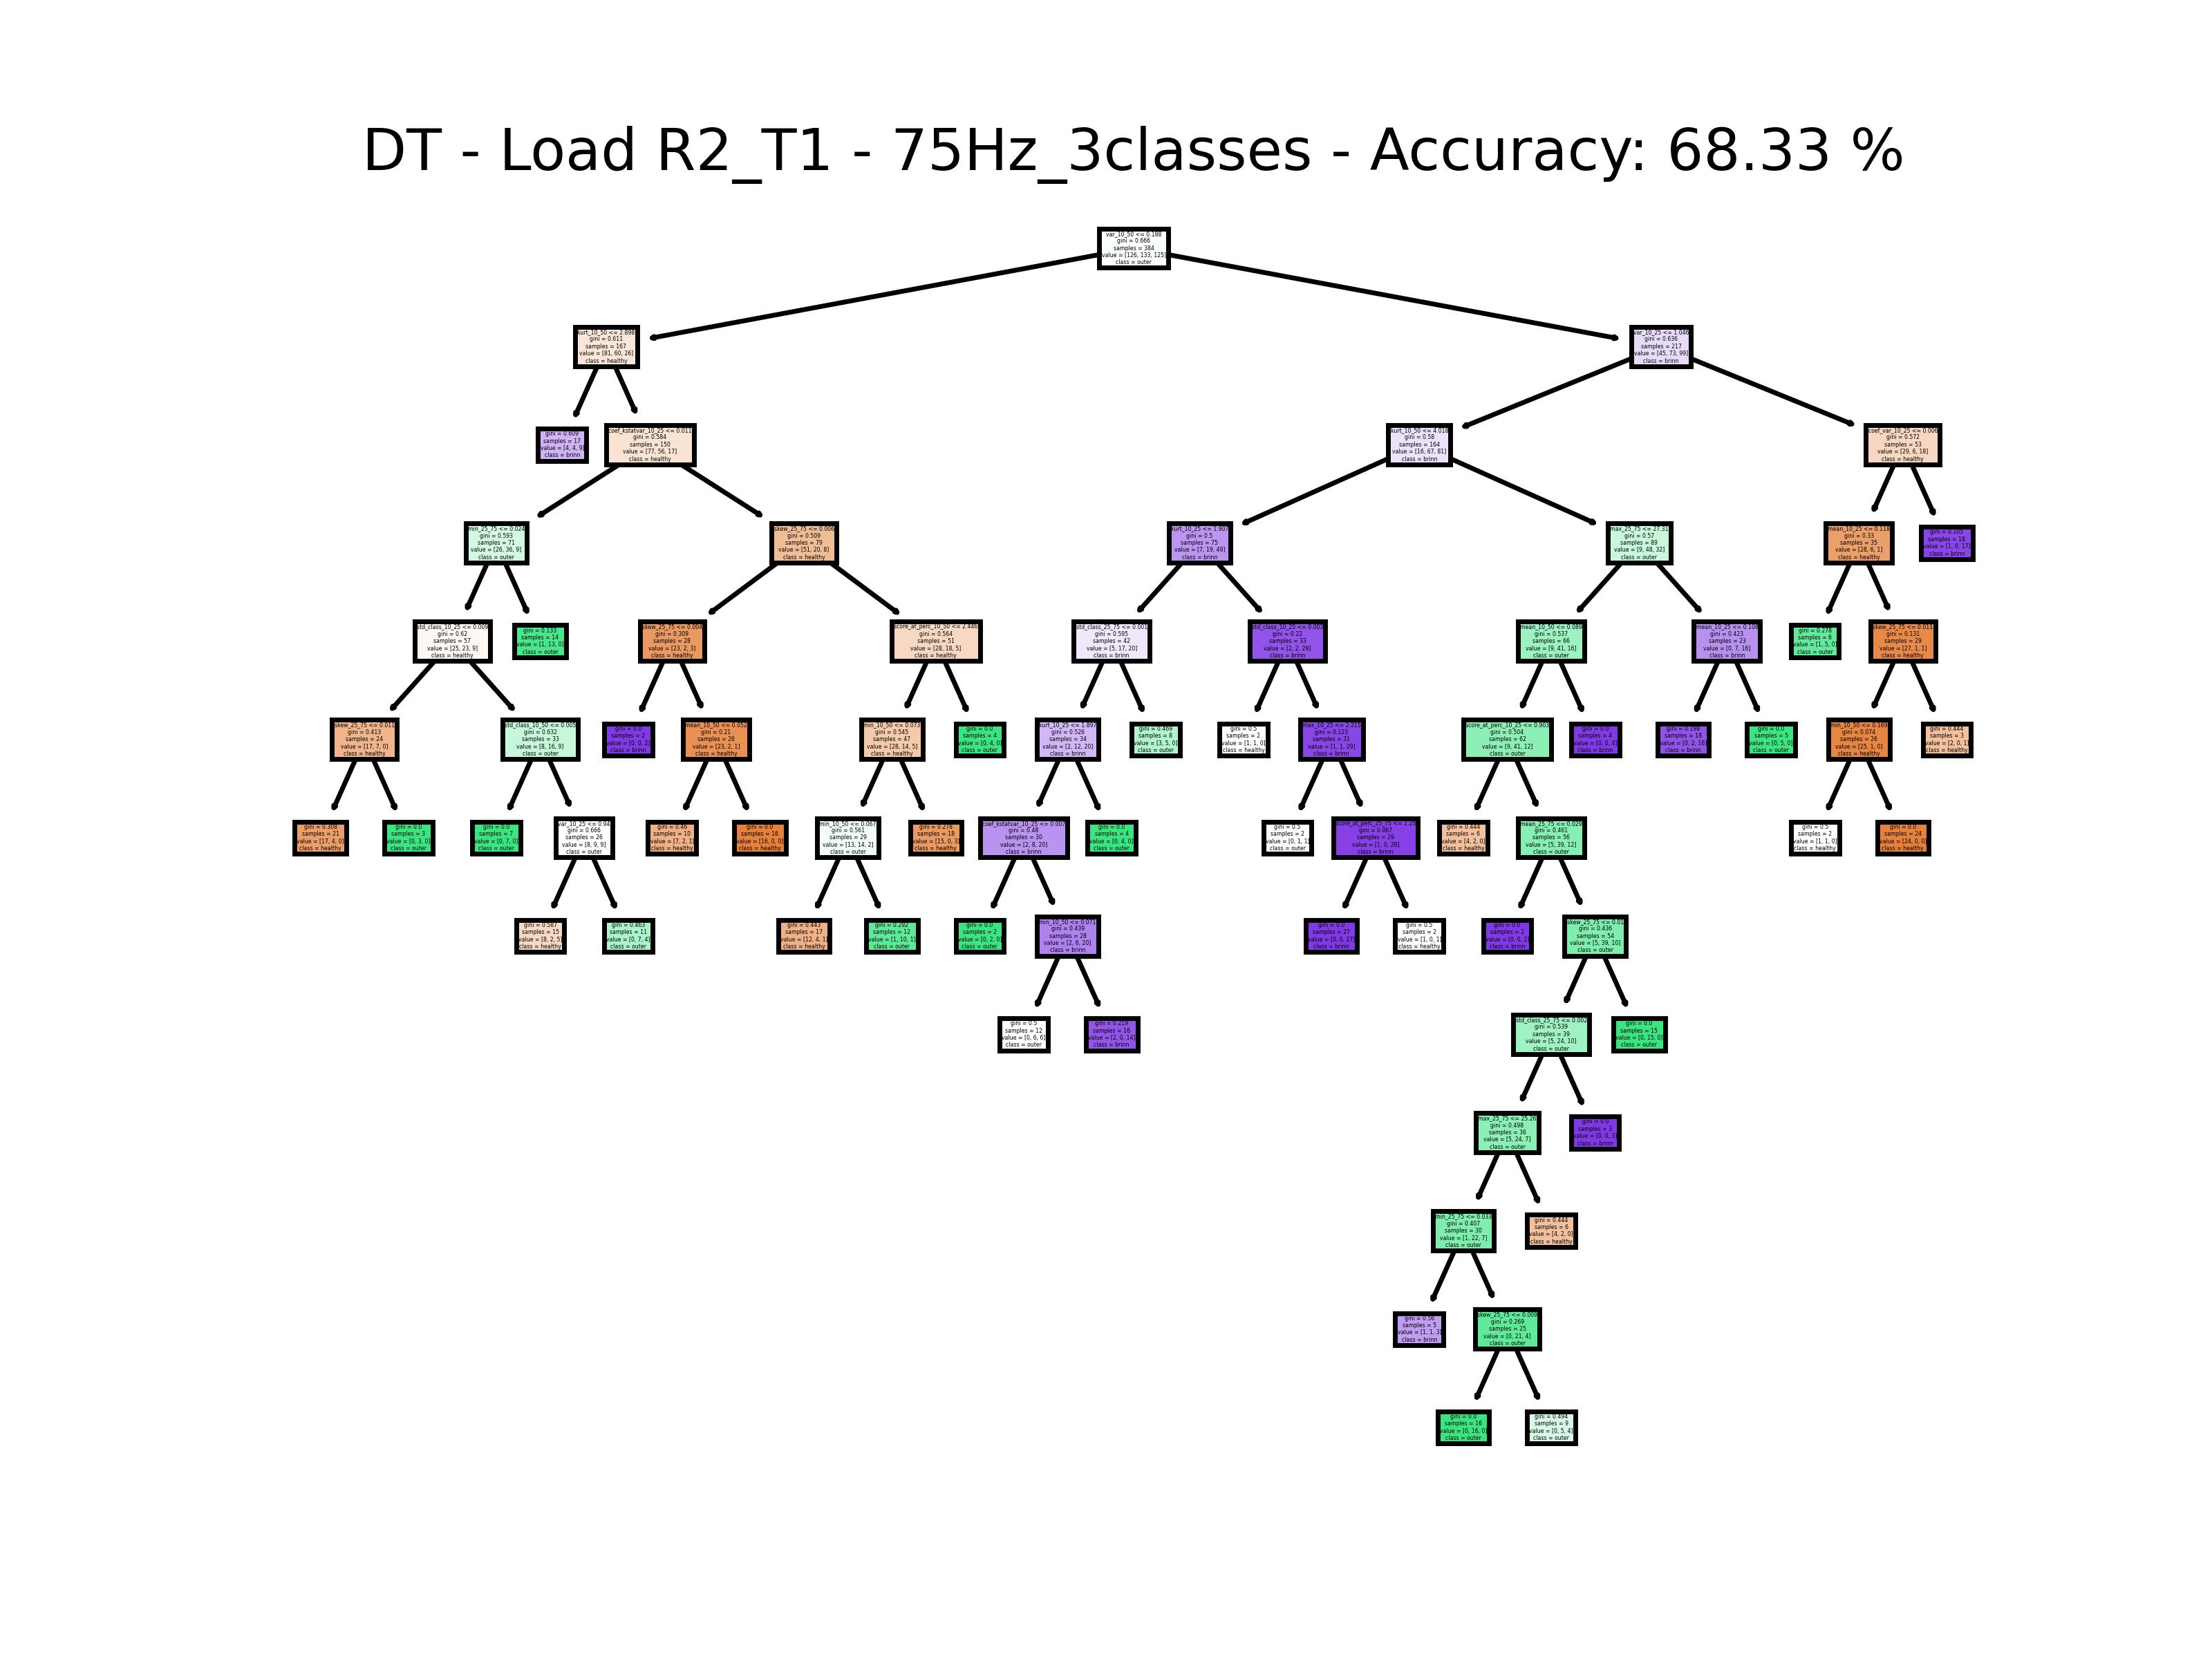 DT - Load R2_T1 - 75Hz_3classes - Accuracy: 68.33 %
var_10_50 <= 0.188
gini = 0.666
samples = 384
value = [126, 133, 125]
class = outer
kurt_10_50 <= 2.898
gini = 0.611
samples = 167
value = [81, 60, 26]
class = healthy
var_10_25 <= 1.046
gini = 0.636
samples = 217
value = [45, 73, 99]
class = brinn
gini = 0.609
samples = 17
value = [4, 4, 9]
class = brinn
coef_kstatvar_10_25 <= 0.011
gini = 0.584
samples = 150
value = [77, 56, 17]
class = healthy
kurt_10_50 <= 4.018
gini = 0.58
samples = 164
value = [16, 67, 81]
class = brinn
coef_var_10_25 <= 0.006
gini = 0.572
samples = 53
value = [29, 6, 18]
class = healthy
min_25_75 <= 0.024
gini = 0.593
samples = 71
value = [26, 36, 9]
class = outer
skew_25_75 <= 0.006
gini = 0.509
samples = 79
value = [51, 20, 8]
class = healthy
kurt_10_25 <= 1.907
gini = 0.5
samples = 75
value = [7, 19, 49]
class = brinn
gini = 0.57
samples = 89
value = [9, 48, 32]
class = outer
mean_10_25 <= 0.118
gini = 0.33
samples = 35
value = [28, 6, 1]
class = healthy
gini = 0.105
samples = 18
value = [1, 0, 17]
class = brinn
std_class_10_25 <= 0.009
gini = 0.62
samples = 57
value = [25, 23, 9]
class = healthy
gini = 0.133
samples = 14
value = [1, 13, 0]
class = outer
skew_25_75 <= 0.004
gini = 0.309
samples = 28
value = [23, 2, 3]
class = healthy
score_at_perc_10_50 <= 2.446
gini = 0.564
samples = 51
value = [28, 18, 5]
class = healthy
std_class_25_75 <= 0.001
gini = 0.595
samples = 42
value = [5, 17, 20]
class = brinn
gini = 0.22
samples = 33
value = [2, 2, 29]
class = brinn
mean_10_50 <= 0.089
gini = 0.537
samples = 66
value = [9, 41, 16]
class = outer
mean_10_25 <= 0.108
gini = 0.423
samples = 23
value = [0, 7, 16]
class = brinn
gini = 0.278
samples = 6
value = [1, 5, 0]
class = outer
skew_25_75 <= 0.011
gini = 0.131
samples = 29
value = [27, 1, 1]
class = healthy
skew_25_75 <= 0.011
gini = 0.413
samples = 24
value = [17, 7, 0]
class = healthy
std_class_10_50 <= 0.005
gini = 0.632
samples = 33
value = [8, 16, 9]
class = outer
gini = 0.0
samples = 2
value = [0, 0, 2]
class = brinn
mean_10_50 <= 0.052
gini = 0.21
samples = 26
value = [23, 2, 1]
class = healthy
min_10_50 <= 0.073
gini = 0.545
samples = 47
value = [28, 14, 5]
class = healthy
gini = 0.0
samples = 4
value = [0, 4, 0]
class = outer
kurt_10_25 <= 1.897
gini = 0.526
samples = 34
value = [2, 12, 20]
class = brinn
gini = 0.469
samples = 8
value = [3, 5, 0]
class = outer
gini = 0.5
samples = 2
value = [1, 1, 0]
class = healthy
gini = 0.123
samples = 31
value = [1, 1, 29]
class = brinn
score_at_perc_10_25 <= 0.903
gini = 0.504
samples = 62
value = [9, 41, 12]
class = outer
gini = 0.0
samples = 4
value = [0, 0, 4]
class = brinn
gini = 0.198
samples = 18
value = [0, 2, 16]
class = brinn
gini = 0.0
samples = 5
value = [0, 5, 0]
class = outer
min_10_50 <= 0.169
gini = 0.074
samples = 26
value = [25, 1, 0]
class = healthy
gini = 0.444
samples = 3
value = [2, 0, 1]
class = healthy
gini = 0.308
samples = 21
value = [17, 4, 0]
class = healthy
gini = 0.0
samples = 3
value = [0, 3, 0]
class = outer
gini = 0.0
samples = 7
value = [0, 7, 0]
class = outer
var_10_25 <= 0.94
gini = 0.666
samples = 26
value = [8, 9, 9]
class = outer
gini = 0.46
samples = 10
value = [7, 2, 1]
class = healthy
gini = 0.0
samples = 16
value = [16, 0, 0]
class = healthy
min_10_50 <= 0.067
gini = 0.561
samples = 29
value = [13, 14, 2]
class = outer
gini = 0.278
samples = 18
value = [15, 0, 3]
class = healthy
coef_kstatvar_10_25 <= 0.007
gini = 0.48
samples = 30
value = [2, 8, 20]
class = brinn
gini = 0.0
samples = 4
value = [0, 4, 0]
class = outer
gini = 0.5
samples = 2
value = [0, 1, 1]
class = outer
gini = 0.067
samples = 29
value = [1, 0, 28]
class = brinn
gini = 0.444
samples = 6
value = [4, 2, 0]
class = healthy
mean_25_75 <= 0.029
gini = 0.461
samples = 56
value = [5, 39, 12]
class = outer
gini = 0.5
samples = 2
value = [1, 1, 0]
class = healthy
gini = 0.0
samples = 24
value = [24, 0, 0]
class = healthy
gini = 0.587
samples = 15
value = [8, 2, 5]
class = healthy
gini = 0.463
samples = 11
value = [0, 7, 4]
class = outer
gini = 0.443
samples = 17
value = [12, 4, 1]
class = healthy
gini = 0.292
samples = 12
value = [1, 10, 1]
class = outer
gini = 0.0
samples = 2
value = [0, 2, 0]
class = outer
min_10_50 <= 0.071
gini = 0.439
samples = 28
value = [2, 6, 20]
class = brinn
gini = 0.0
samples = 27
value = [0, 0, 27]
class = brinn
gini = 0.5
samples = 2
value = [1, 0, 1]
class = healthy
gini = 0.0
samples = 2
value = [0, 0, 2]
class = brinn
skew_25_75 <= 0.01
gini = 0.436
samples = 54
value = [5, 39, 10]
class = outer
gini = 0.5
samples = 12
value = [0, 6, 6]
class = outer
gini = 0.219
samples = 16
value = [2, 0, 14]
class = brinn
std_class_25_75 <= 0.002
gini = 0.539
samples = 39
value = [5, 24, 10]
class = outer
gini = 0.0
samples = 15
value = [0, 15, 0]
class = outer
max_25_75 <= 25.26
gini = 0.498
samples = 36
value = [5, 24, 7]
class = outer
gini = 0.0
samples = 3
value = [0, 0, 3]
class = brinn
min_25_75 <= 0.033
gini = 0.407
samples = 30
value = [1, 22, 7]
class = outer
gini = 0.444
samples = 6
value = [4, 2, 0]
class = healthy
gini = 0.56
samples = 5
value = [1, 1, 3]
class = brinn
skew_25_75 <= 0.009
gini = 0.269
samples = 25
value = [0, 21, 4]
class = outer
gini = 0.0
samples = 16
value = [0, 16, 0]
class = outer
gini = 0.494
samples = 9
value = [0, 5, 4]
class = outer